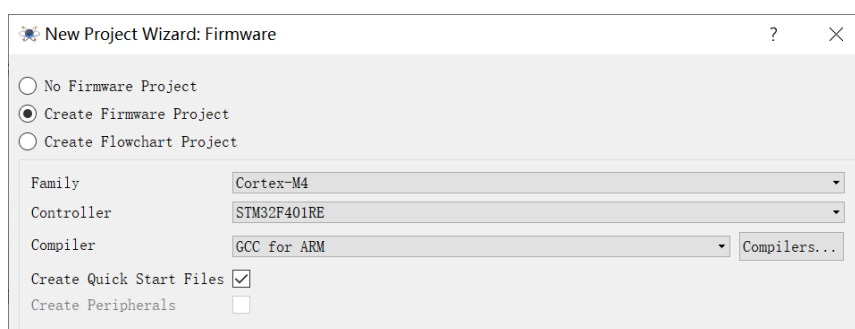 New Project Wizard: Firmware ?
No Firmware Project
Create Firmware Project
Create Flowchart Project
Family Cortex-M4
Controller STM32F401RE
Compiler GCC for ARM Compilers...
Create Quick Start Files
Create Peripherals